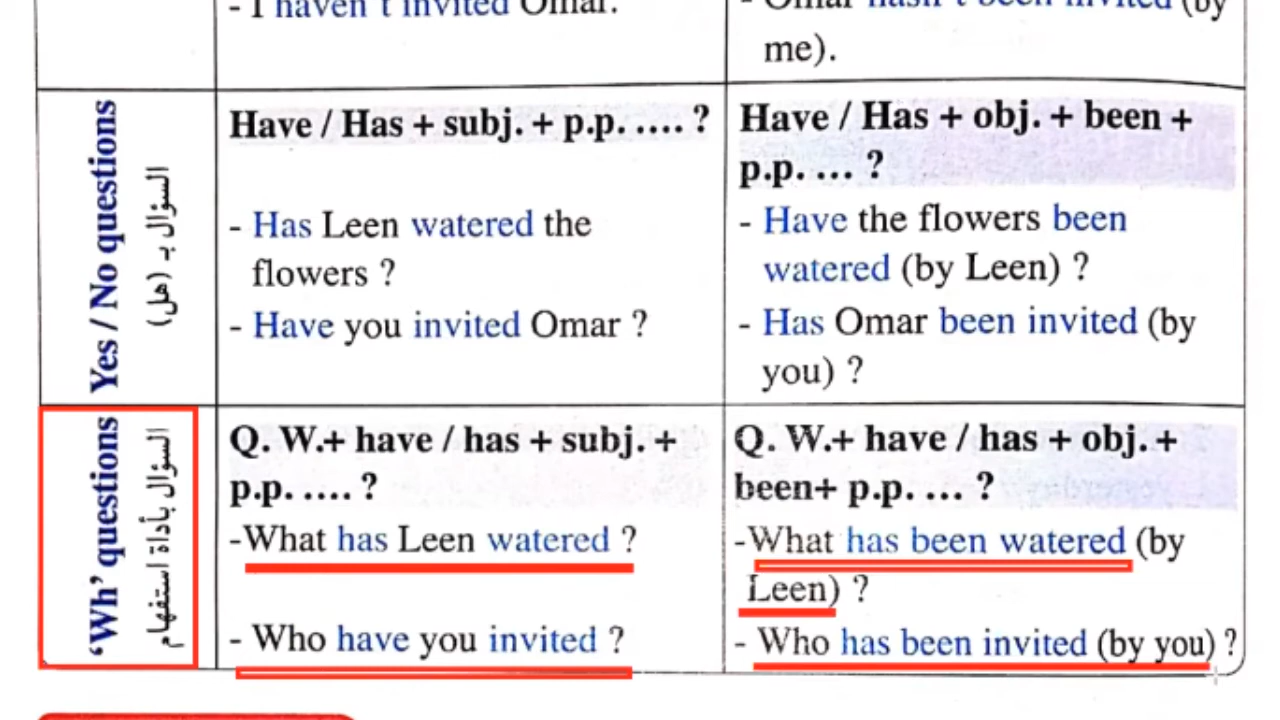 - I haven't invited Omar.
- Omar hasn't been invited (by
me).
Yes / No questions
السؤال بـ (هل)
Have / Has + subj. + p.p. .... ?
- Has Leen watered the
flowers ?
- Have you invited Omar ?
Have / Has + obj. + been +
p.p. ... ?
- Have the flowers been
watered (by Leen) ?
- Has Omar been invited (by
you) ?
‘Wh’ questions
السؤال بأداة استفهام
Q. W.+ have / has + subj. +
p.p. .... ?
-What has Leen watered ?
- Who have you invited ?
Q. W.+ have / has + obj. +
been+ p.p. ... ?
-What has been watered (by
Leen) ?
- Who has been invited (by you) ?